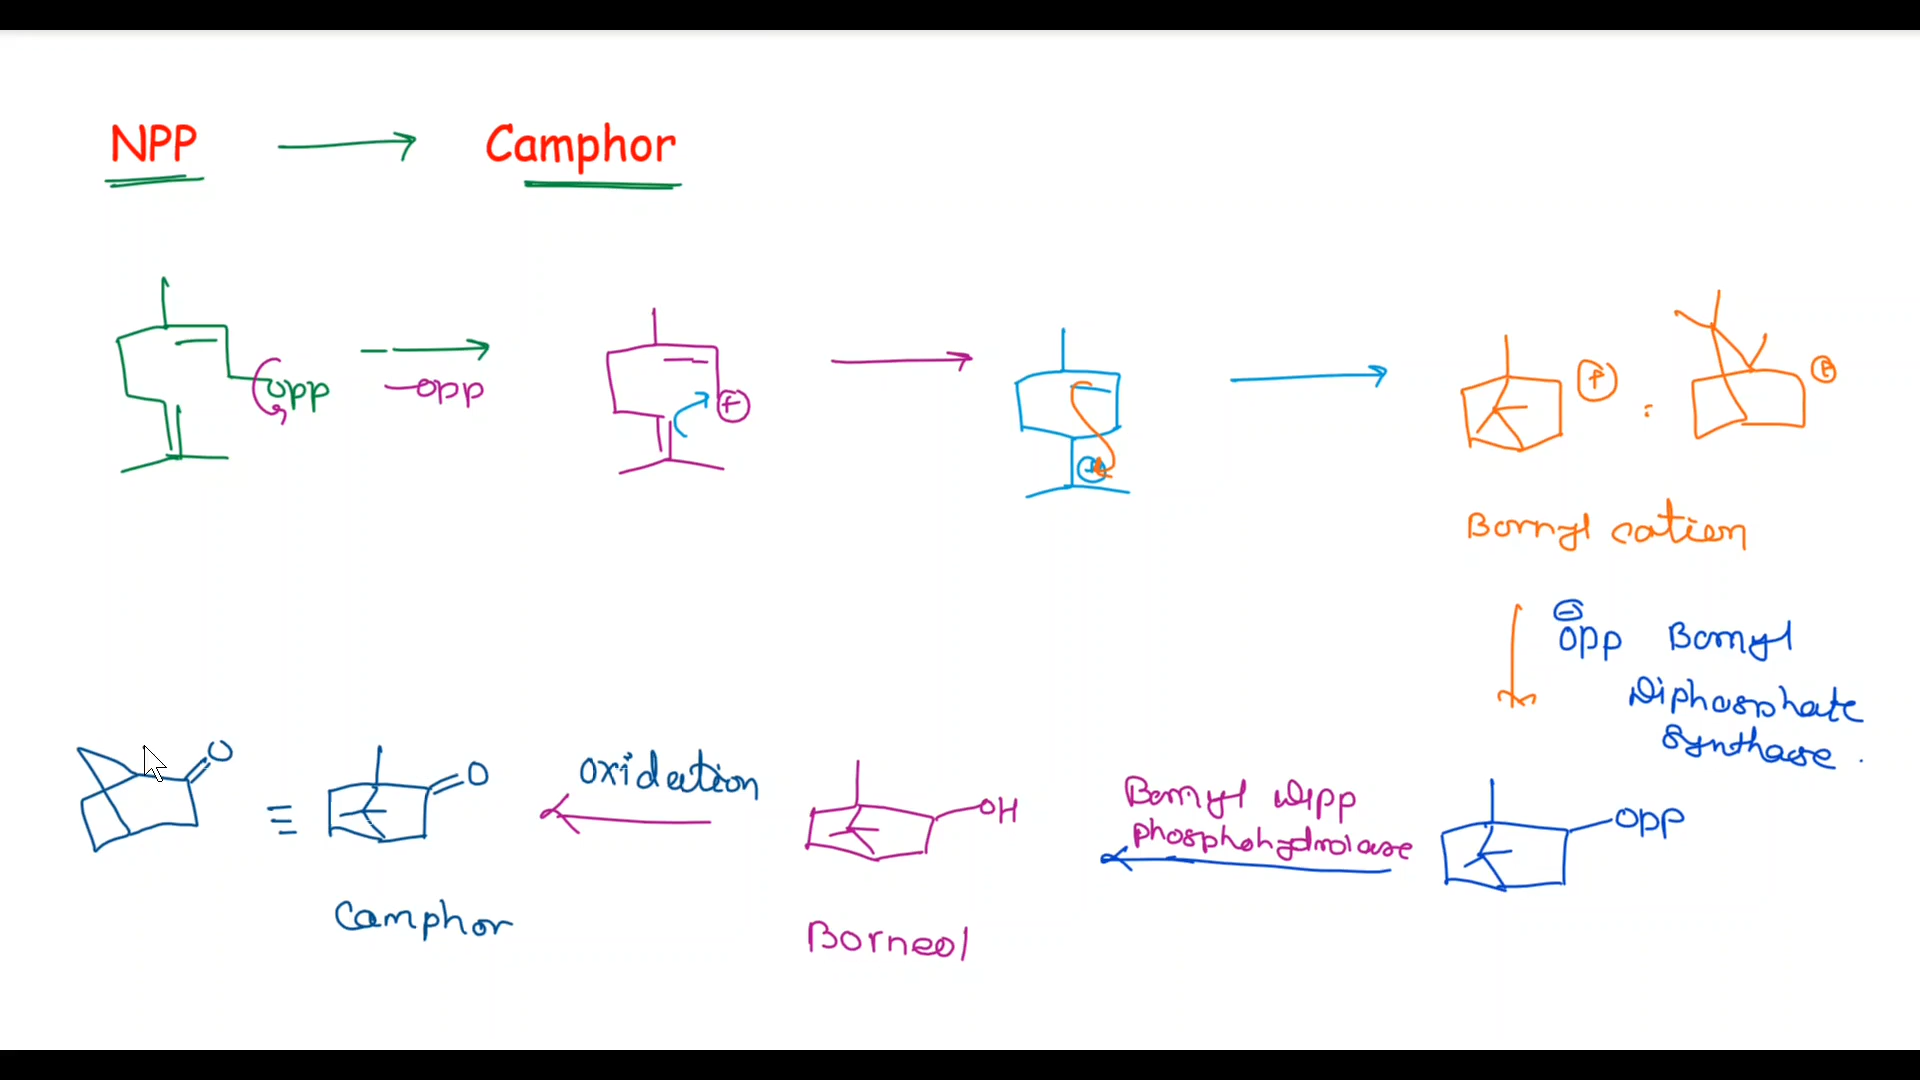 NPP → Camphor
OPP
-OPP
+
+
+
+
Bornyl cation
-
OPP Bornyl
Diphosphate
Synthase.
O
O
oxidation
OH
Bornyl DiPP
phosphohydrolase
OPP
≡
Camphor
Borneol